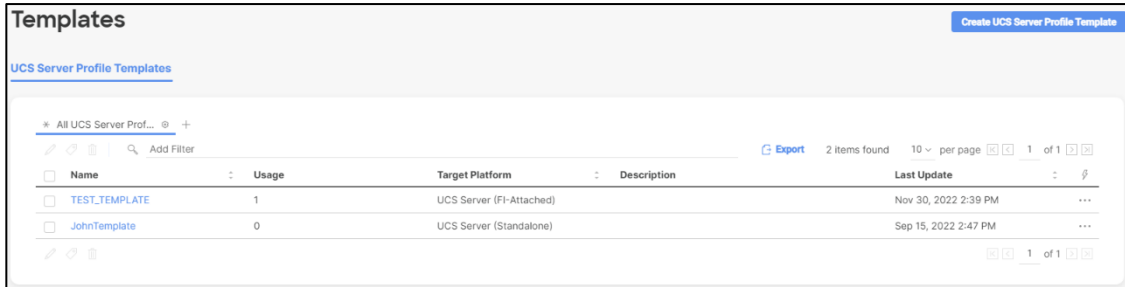 Templates
Create UCS Server Profile Template
UCS Server Profile Templates
All UCS Server Prof...
Add Filter Export 2 items found 10 per page 1 of 1
Name Usage Target Platform Description Last Update
TEST_TEMPLATE 1 UCS Server (FI-Attached) Nov 30, 2022 2:39 PM ...
JohnTemplate 0 UCS Server (Standalone) Sep 15, 2022 2:47 PM ...
1 of 1